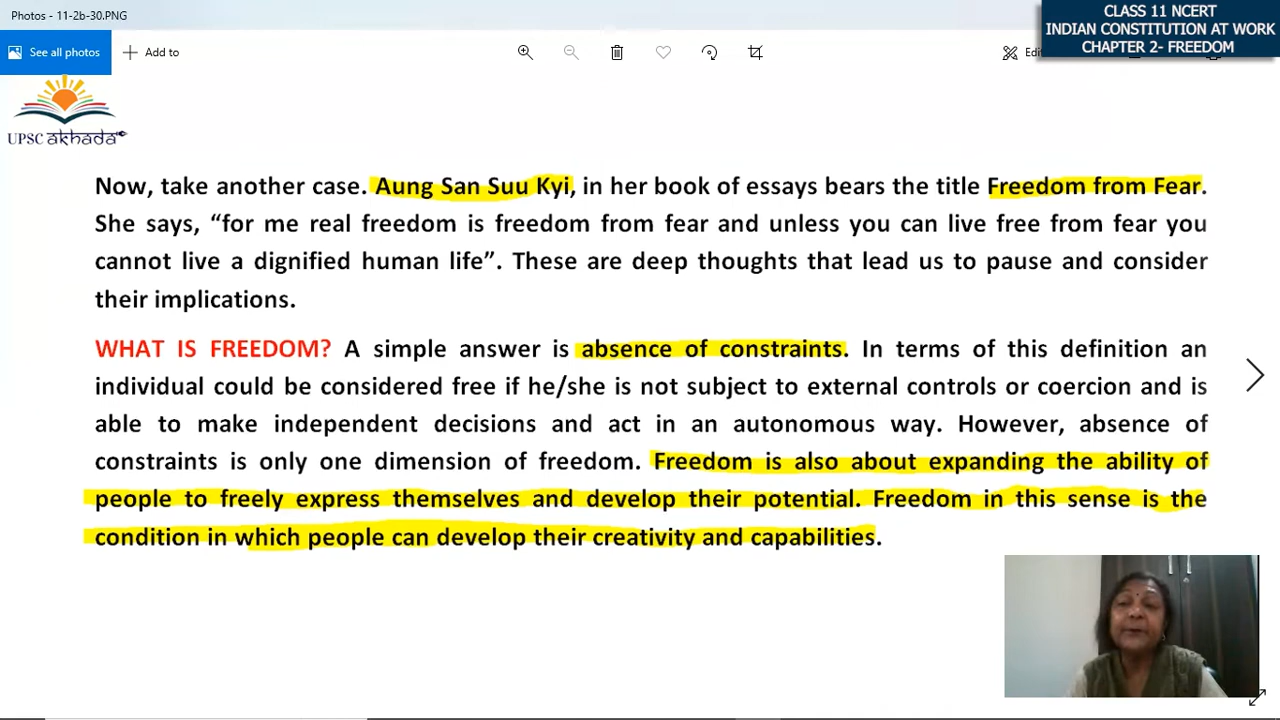 Photos - 11-2b-30.PNG
CLASS 11 NCERT
INDIAN CONSTITUTION AT WORK
CHAPTER 2- FREEDOM
See all photos
Add to
UPSC akhada
Now, take another case. Aung San Suu Kyi, in her book of essays bears the title Freedom from Fear.
She says, “for me real freedom is freedom from fear and unless you can live free from fear you
cannot live a dignified human life”. These are deep thoughts that lead us to pause and consider
their implications.
WHAT IS FREEDOM? A simple answer is absence of constraints. In terms of this definition an
individual could be considered free if he/she is not subject to external controls or coercion and is
able to make independent decisions and act in an autonomous way. However, absence of
constraints is only one dimension of freedom. Freedom is also about expanding the ability of
people to freely express themselves and develop their potential. Freedom in this sense is the
condition in which people can develop their creativity and capabilities.